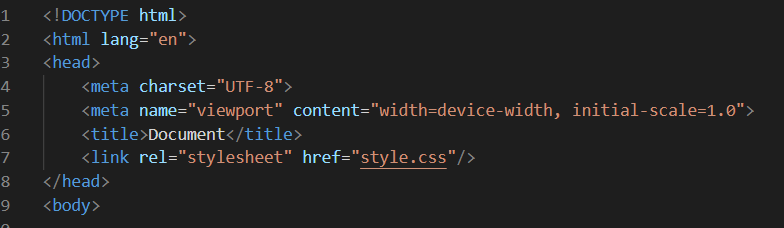 1 <!DOCTYPE html>
2 <html lang="en">
3 <head>
4     <meta charset="UTF-8">
5     <meta name="viewport" content="width=device-width, initial-scale=1.0">
6     <title>Document</title>
7     <link rel="stylesheet" href="style.css"/>
8 </head>
9 <body>